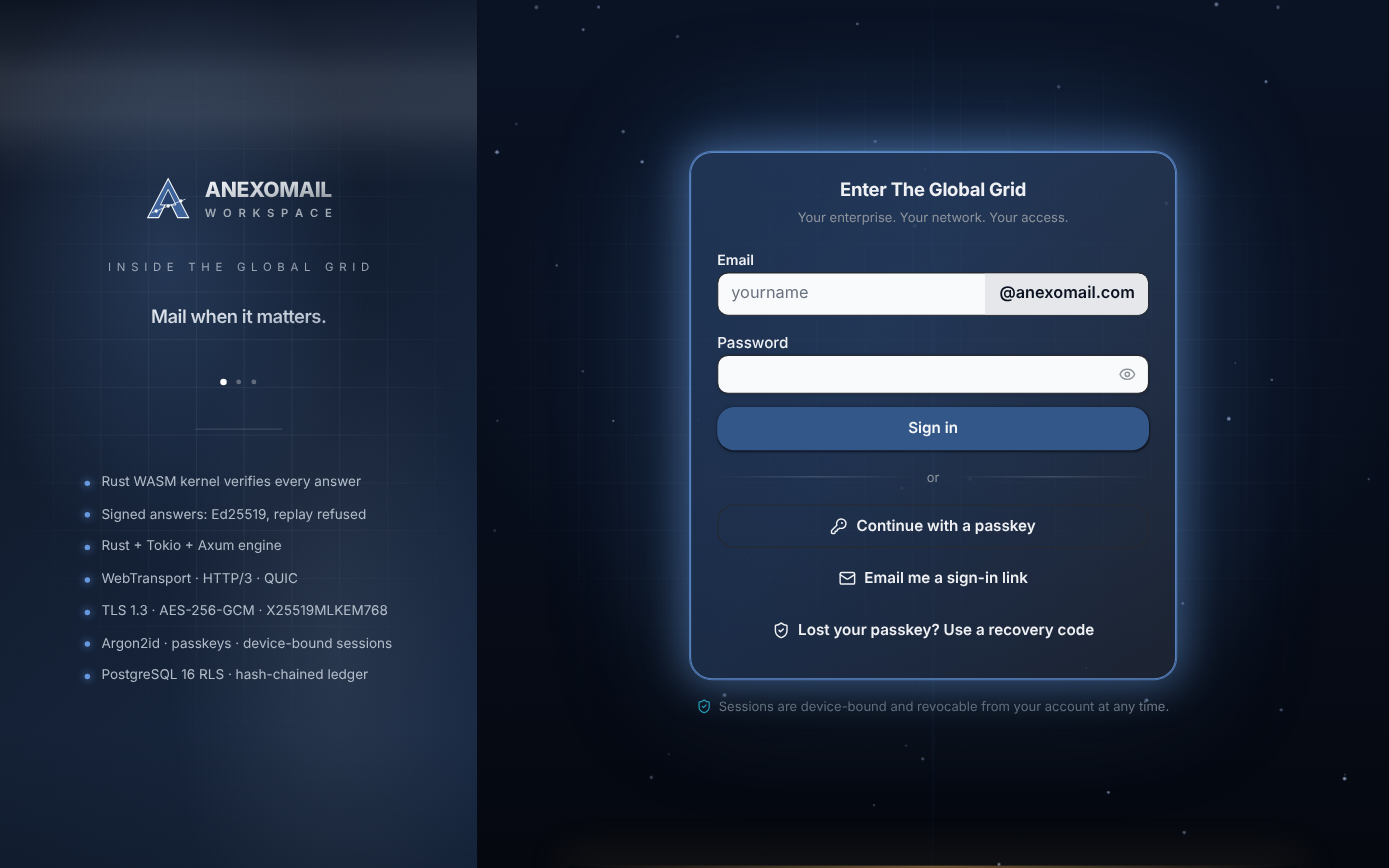 ANEXOMAIL
WORKSPACE
INSIDE THE GLOBAL GRID
Mail when it matters.
Rust WASM kernel verifies every answer
Signed answers: Ed25519, replay refused
Rust + Tokio + Axum engine
WebTransport · HTTP/3 · QUIC
TLS 1.3 · AES-256-GCM · X25519MLKEM768
Argon2id · passkeys · device-bound sessions
PostgreSQL 16 RLS · hash-chained ledger
Enter The Global Grid
Your enterprise. Your network. Your access.
Email
yourname @anexomail.com
Password
Sign in
or
Continue with a passkey
Email me a sign-in link
Lost your passkey? Use a recovery code
Sessions are device-bound and revocable from your account at any time.